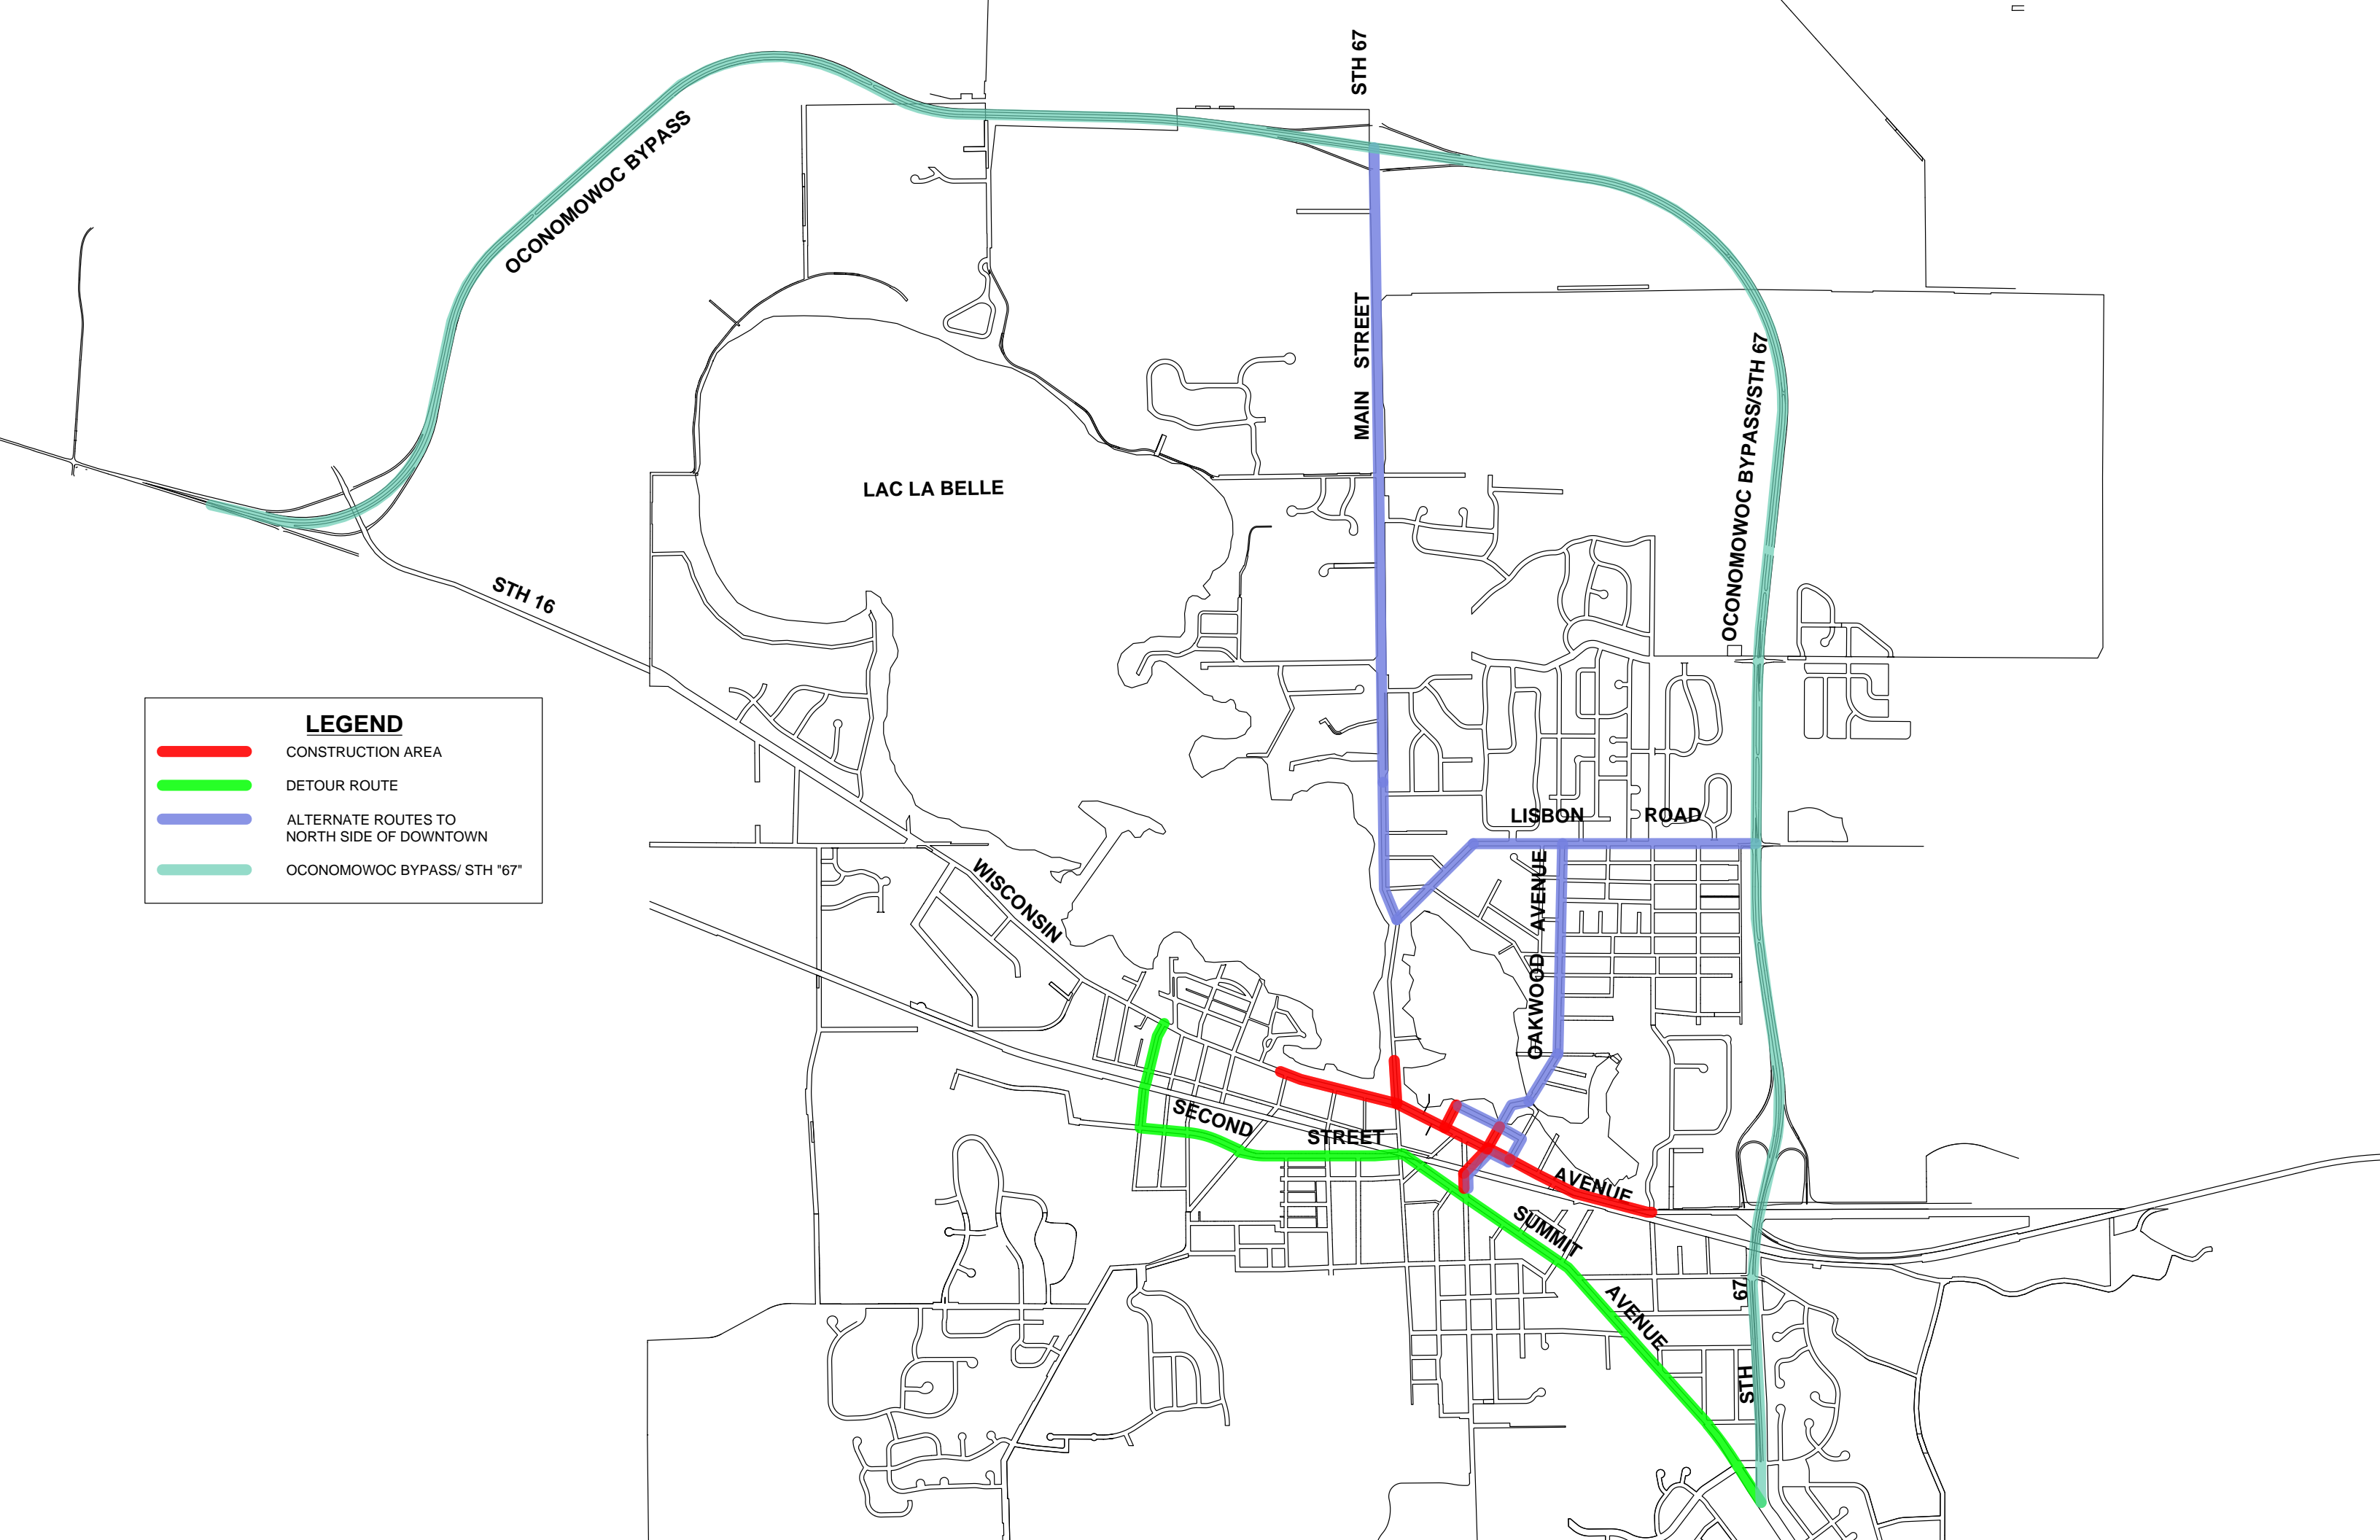 STH 67
OCONOMOWOC BYPASS
MAIN STREET
OCONOMOWOC BYPASS/STH 67
LAC LA BELLE
STH 16
LEGEND
CONSTRUCTION AREA
DETOUR ROUTE
ALTERNATE ROUTES TO
NORTH SIDE OF DOWNTOWN
OCONOMOWOC BYPASS/ STH "67"
LISBON ROAD
OAKWOOD AVENUE
WISCONSIN
AVENUE
SECOND STREET
SUMMIT
AVENUE
STH 67